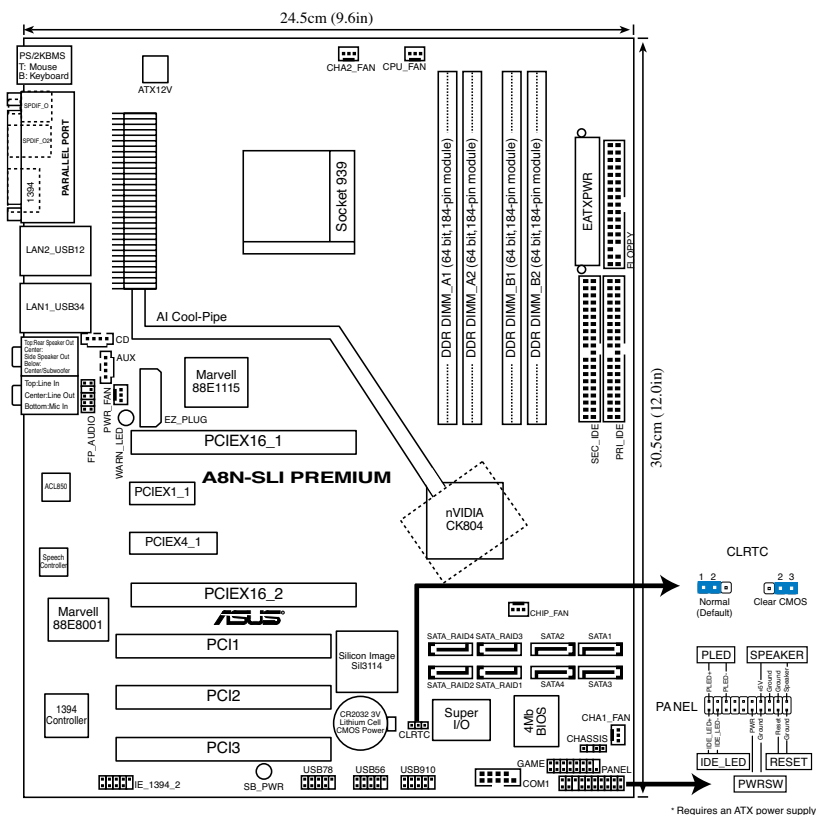 24.5cm (9.6in)
PS/2KBMS
T: Mouse
B: Keyboard
ATX12V
CHA2_FAN
CPU_FAN
SPDIF_O
SPDIF_O2
PARALLEL PORT
1394
Socket 939
DDR DIMM_A1 (64 bit,184-pin module)
DDR DIMM_A2 (64 bit,184-pin module)
DDR DIMM_B1 (64 bit,184-pin module)
DDR DIMM_B2 (64 bit,184-pin module)
EATXPWR
FLOPPY
LAN2_USB12
LAN1_USB34
AI Cool-Pipe
30.5cm (12.0in)
Top:Rear Speaker Out
Center:
Side Speaker Out
Below:
Center/Subwoofer
CD
AUX
Top:Line In
Center:Line Out
Bottom:Mic In
FP_AUDIO
PWR_FAN
WARN_LED
EZ_PLUG
Marvell
88E1115
SEC_IDE
PRI_IDE
PCIEX16_1
A8N-SLI PREMIUM
ACL850
PCIEX1_1
nVIDIA
CK804
PCIEX4_1
Speech
Controller
CLRTC
1 2
Normal
(Default)
2 3
Clear CMOS
PCIEX16_2
ASUS
Marvell
88E8001
CHIP_FAN
PCI1
Silicon Image
Sil3114
SATA_RAID4
SATA_RAID3
SATA2
SATA1
SATA_RAID2
SATA_RAID1
SATA4
SATA3
PCI2
1394
Controller
CR2032 3V
Lithium Cell
CMOS Power
CLRTC
Super
I/O
4Mb
BIOS
CHA1_FAN
CHASSIS
PCI3
SB_PWR
IE_1394_2
USB78
USB56
USB910
COM1
GAME
PANEL
PLED
SPEAKER
PLED+
PLED-
+5V
Ground
Ground
Speaker
PANEL
IDE_LED+
IDE_LED-
PWR
Ground
Reset
Ground
IDE_LED
RESET
PWRSW
* Requires an ATX power supply